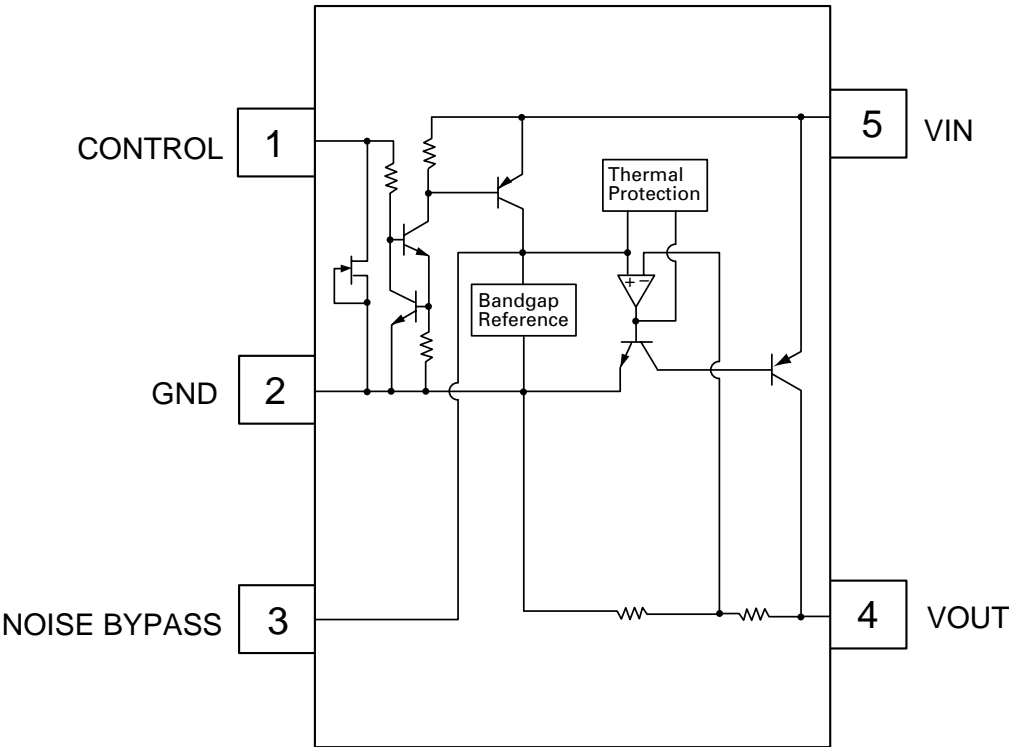 CONTROL
1
5
VIN
Thermal
Protection
+ -
Bandgap
Reference
GND
2
NOISE BYPASS
3
4
VOUT